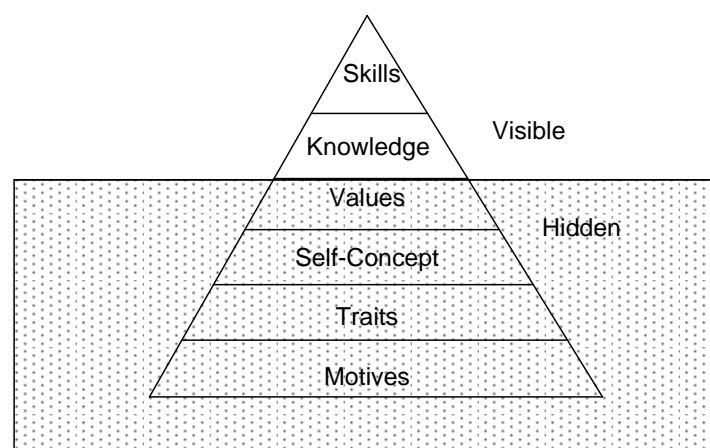 Skills
Visible
Knowledge
Values
Hidden
Self-Concept
Traits
Motives